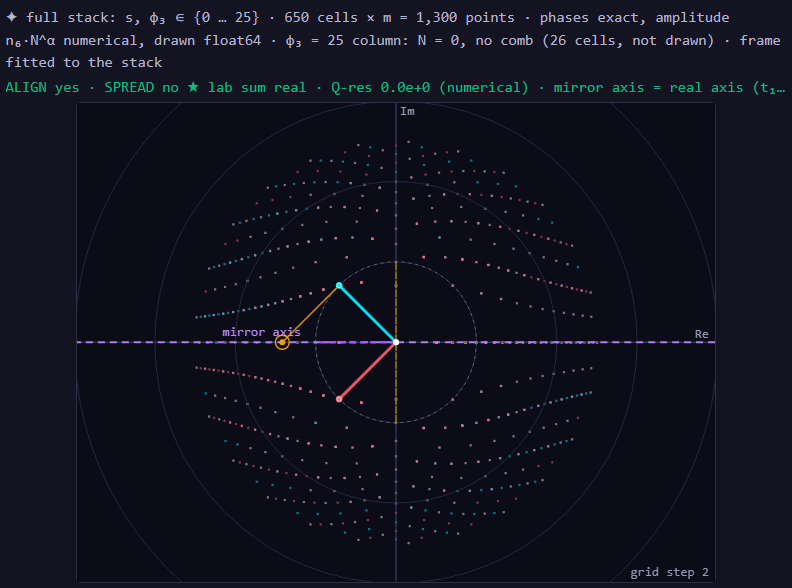 ✦ full stack: s, ϕ₃ ∈ {0 … 25} · 650 cells × m = 1,300 points · phases exact, amplitude
n₆·N^α numerical, drawn float64 · ϕ₃ = 25 column: N = 0, no comb (26 cells, not drawn) · frame
fitted to the stack
ALIGN yes · SPREAD no ★ lab sum real · Q-res 0.0e+0 (numerical) · mirror axis = real axis (t₁…
Im
mirror axis
Re
grid step 2